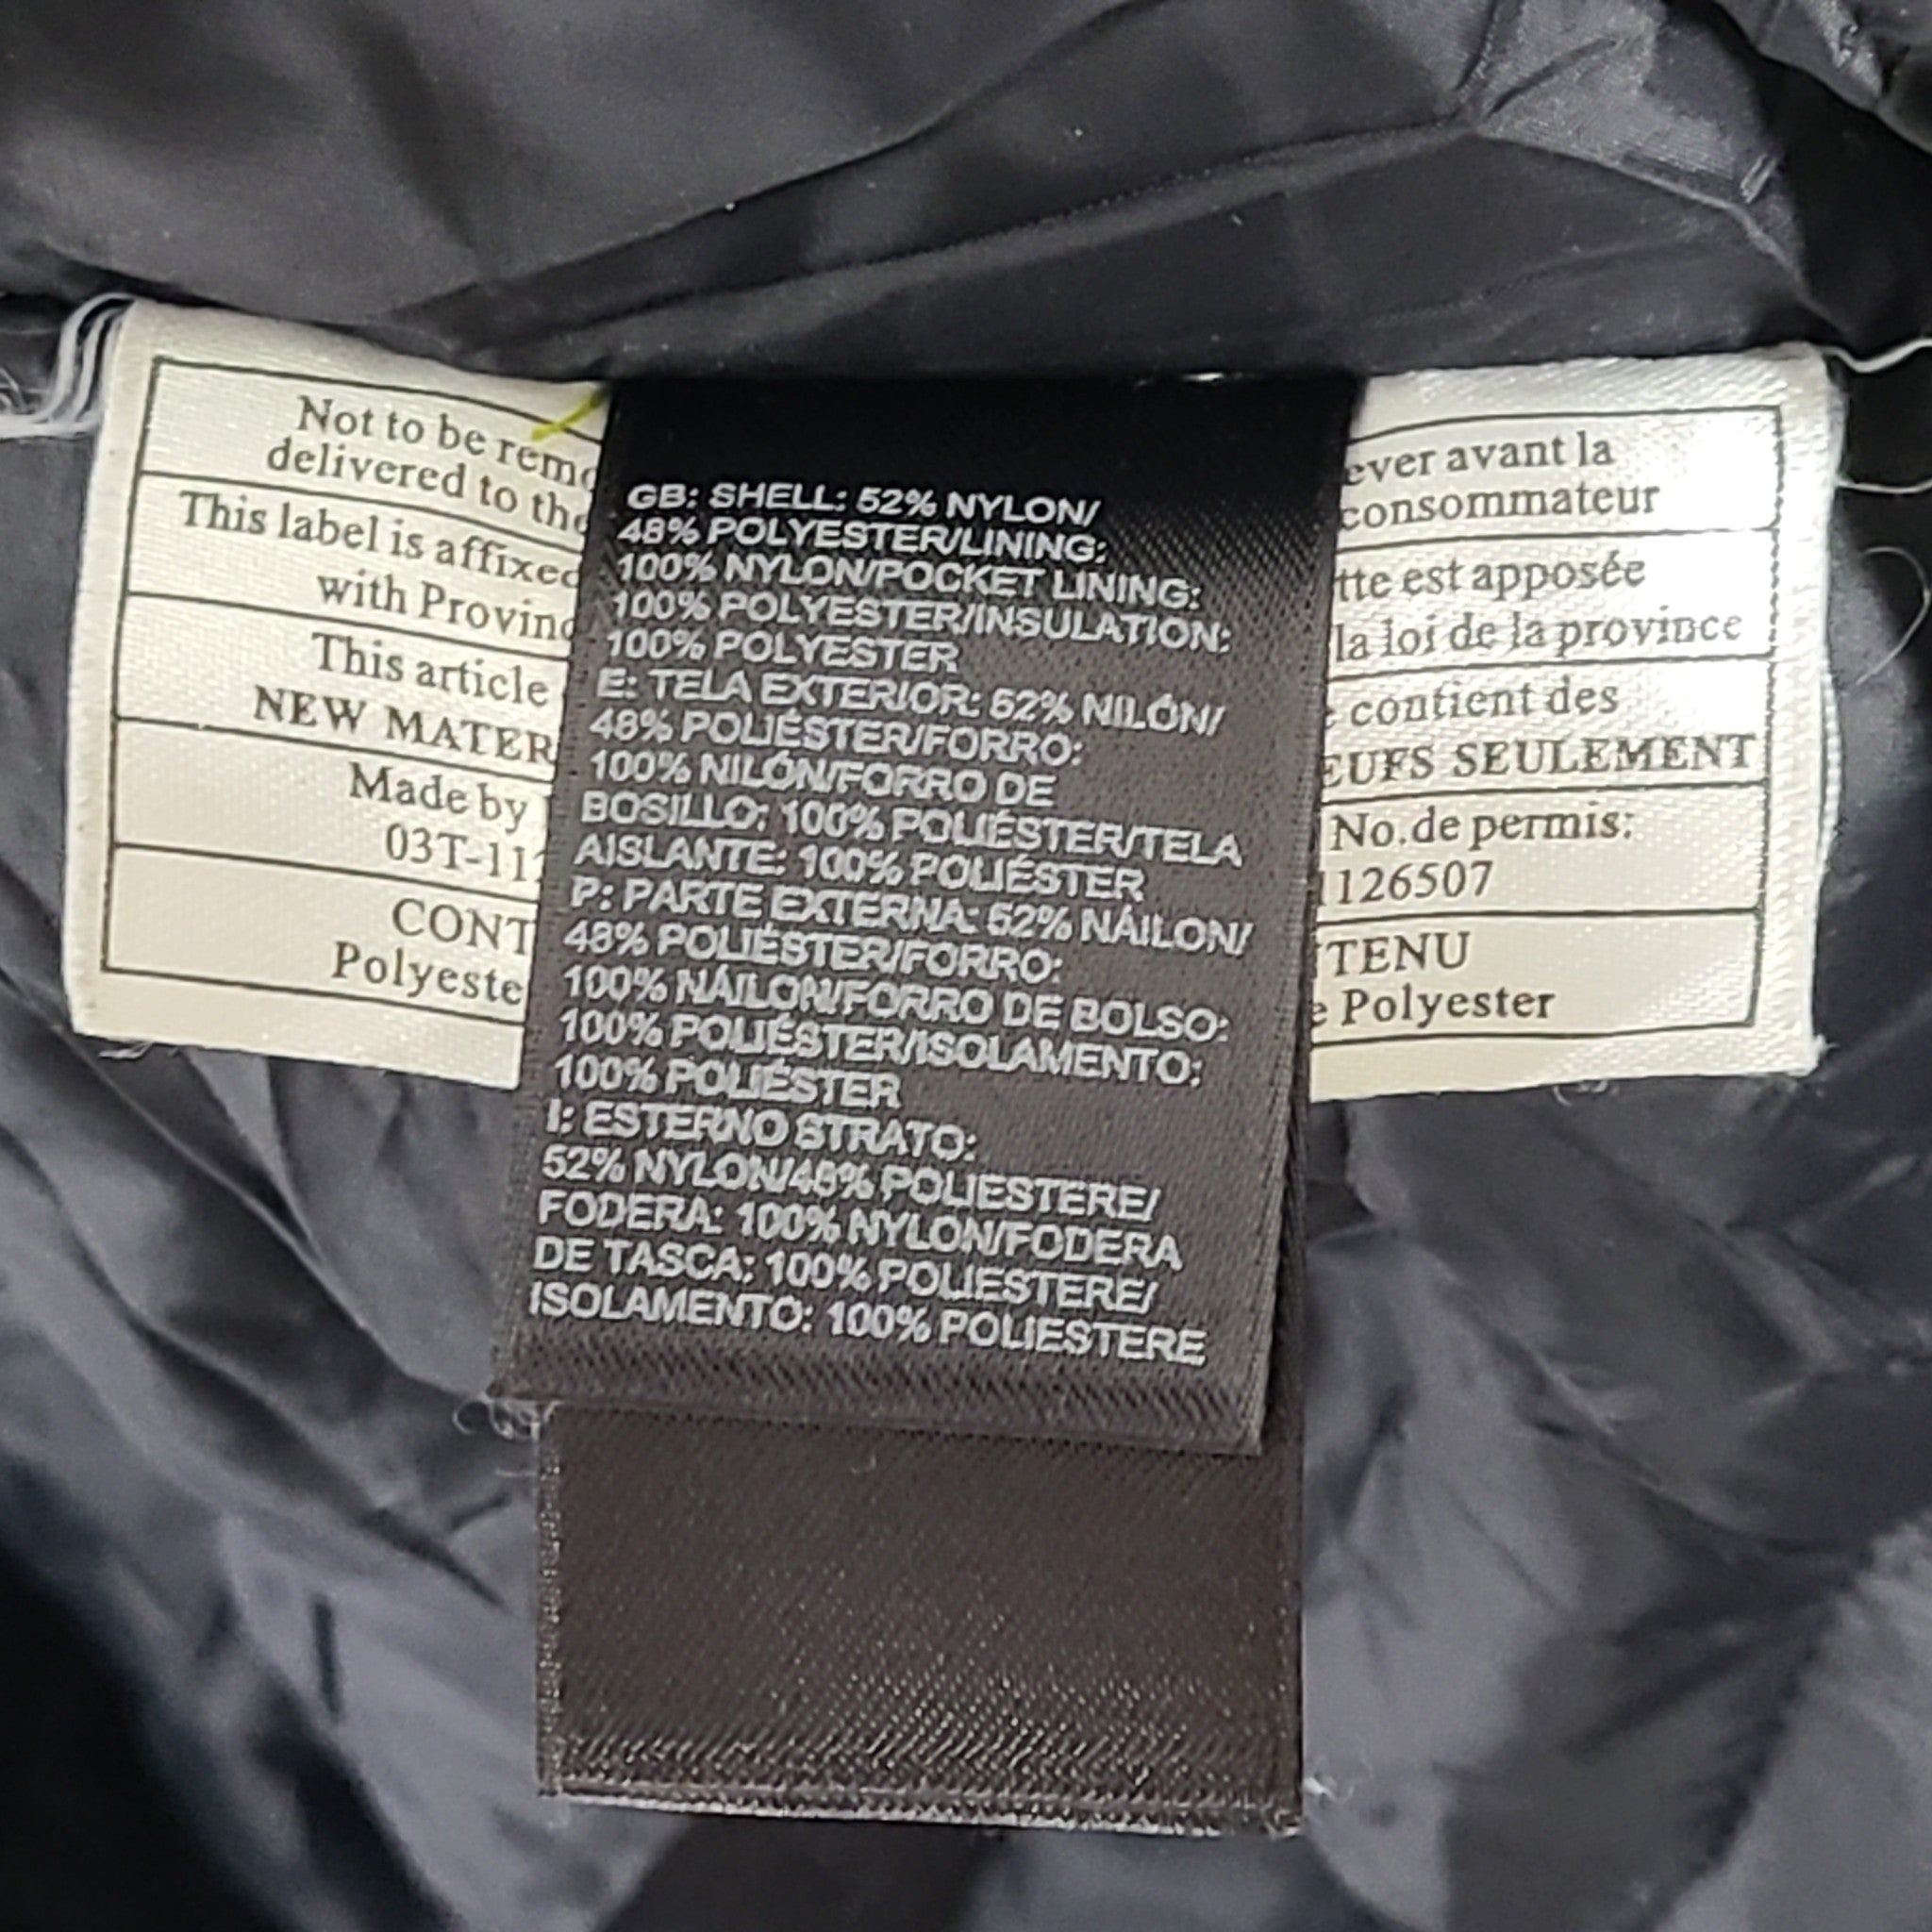 Not to be
delivered to the
This label is affixed
with
This article
NEW
Made by
03T-11
CONT
GB: SHELL: 52% NYLON/
48% POLYESTER/LINING:
100% NYLON/POCKET LINING:
100% POLYESTER/INSULATION:
100% POLYESTER
E: TELA EXTERIOR: 52% NILÓN/
48% POLIÉSTER/FORRO:
100% NILÓN/FORRO DE
BOSILLO: 100% POLIÉSTER/TELA
AISLANTE: 100% POLIÉSTER
P: PARTE EXTERNA: 52% NÁILON/
48% POLIÉSTER/FORRO:
100% NÁILON/FORRO DE BOLSO:
100% POLIÉSTER/ISOLAMENTO:
100% POLIÉSTER
I: ESTERNO STRATO:
52% NYLON/48% POLIESTERE/
FODERA: 100% NYLON/FODERA
DE TASCA: 100% POLIESTERE/
ISOLAMENTO: 100% POLIESTERE
ever avant la
consommateur
tte est apposée
la loi de la province
contient des
EUFS SEULEMENT
No.de permis:
1126507
TENU
e Polyester